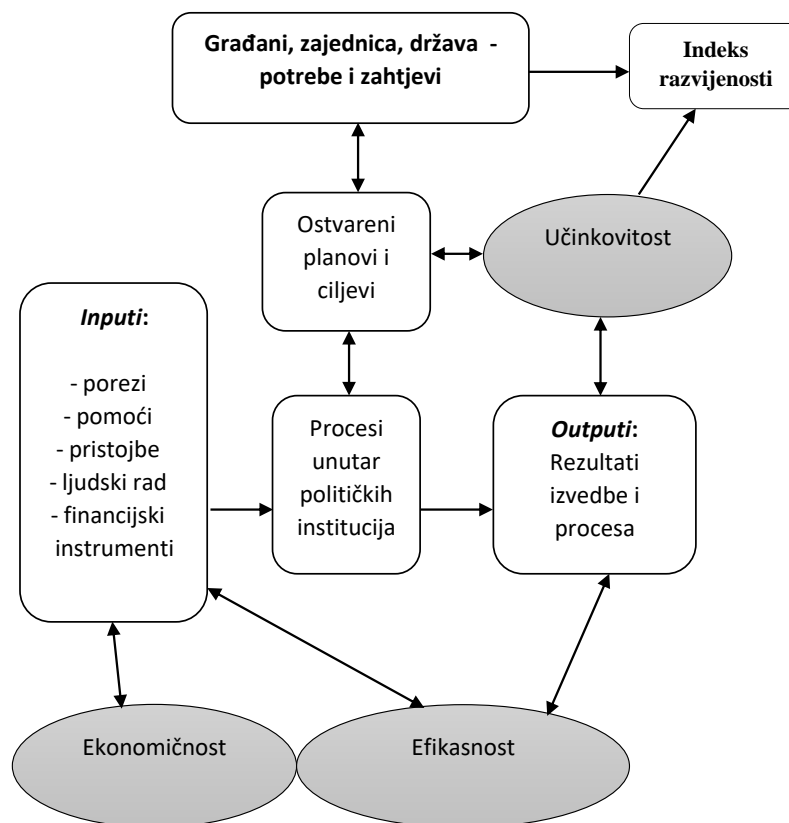 Građani, zajednica, država -
potrebe i zahtjevi
Indeks
razvijenosti
Ostvareni
planovi i
ciljevi
Učinkovitost
Inputi:
- porezi
- pomoći
- pristojbe
- ljudski rad
- financijski
instrumenti
Procesi
unutar
političkih
institucija
Outputi:
Rezultati
izvedbe i
procesa
Ekonomičnost
Efikasnost